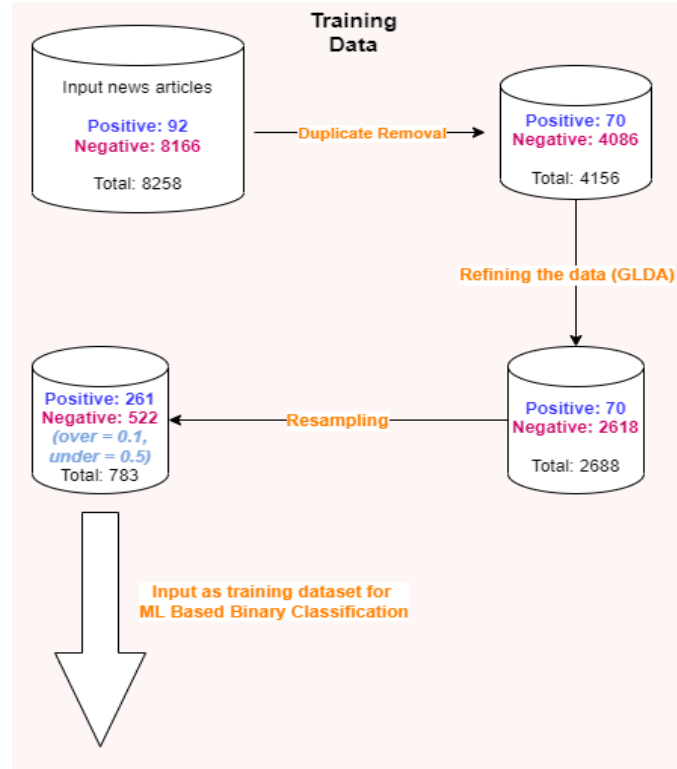 Training
Data
Input news articles
Positive: 92
Negative: 8166
Total: 8258
Duplicate Removal
Positive: 70
Negative: 4086
Total: 4156
Refining the data (GLDA)
Positive: 70
Negative: 2618
Total: 2688
Resampling
Positive: 261
Negative: 522
(over = 0.1,
under = 0.5)
Total: 783
Input as training dataset for
ML Based Binary Classification